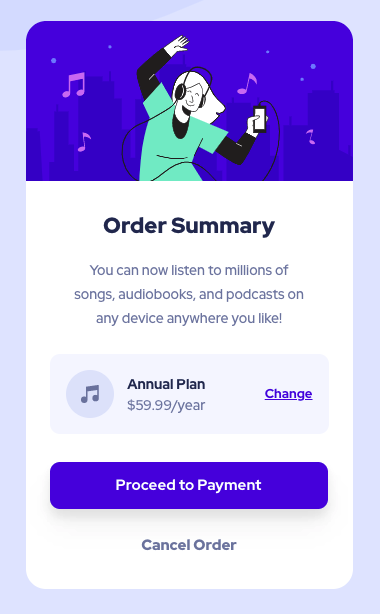 Order Summary
You can now listen to millions of
songs, audiobooks, and podcasts on
any device anywhere you like!
Annual Plan
$59.99/year
Change
Proceed to Payment
Cancel Order